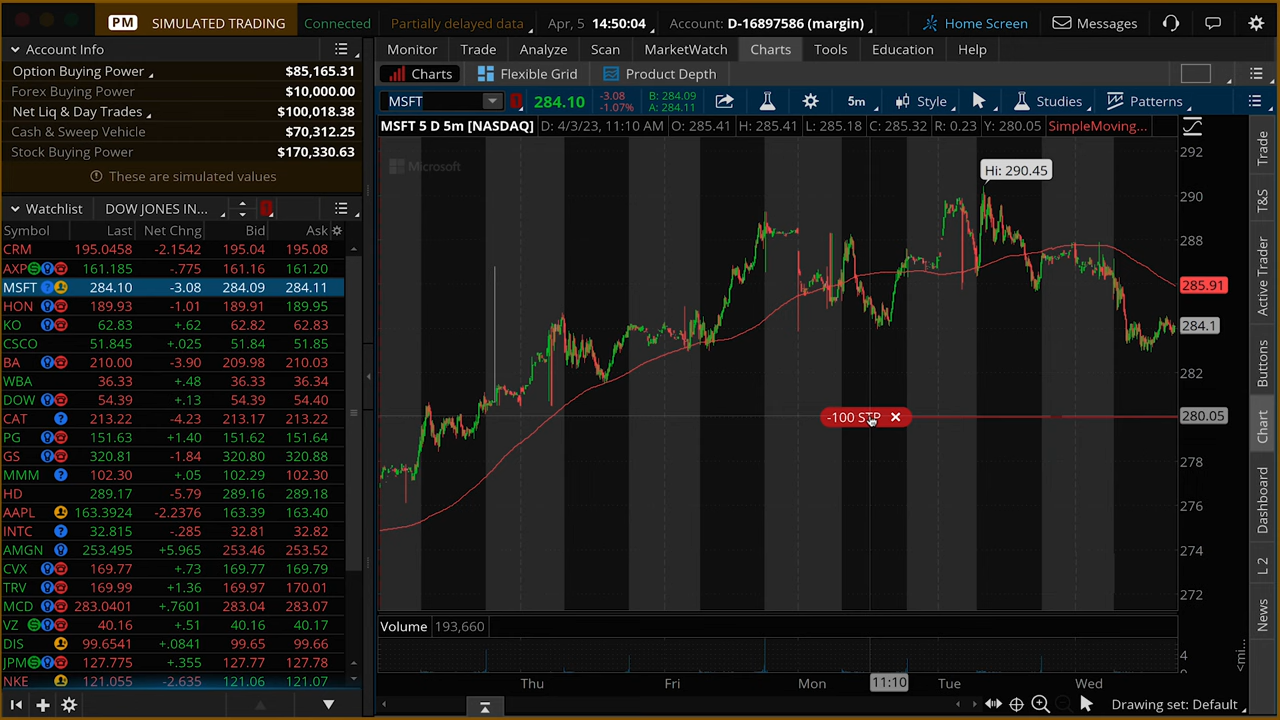 PM SIMULATED TRADING Connected Partially delayed data Apr, 5 14:50:04 Account: D-16897586 (margin) Home Screen Messages
Account Info
Option Buying Power $85,165.31
Forex Buying Power $10,000.00
Net Liq & Day Trades $100,018.38
Cash & Sweep Vehicle $70,312.25
Stock Buying Power $170,330.63
These are simulated values
Watchlist DOW JONES IN... 1
Symbol Last Net Chng Bid Ask
CRM 195.0458 -2.1542 195.04 195.08
AXP 161.185 -.775 161.16 161.20
MSFT 284.10 -3.08 284.09 284.11
HON 189.93 -1.01 189.91 189.95
KO 62.83 +.62 62.82 62.83
CSCO 51.845 +.025 51.84 51.85
BA 210.00 -3.90 209.98 210.03
WBA 36.33 +.48 36.33 36.34
DOW 54.39 +.13 54.39 54.40
CAT 213.22 -4.23 213.17 213.22
PG 151.63 +1.40 151.62 151.64
GS 320.81 -1.84 320.80 320.88
MMM 102.30 +.05 102.29 102.30
HD 289.17 -5.79 289.16 289.18
AAPL 163.3924 -2.2376 163.39 163.40
INTC 32.815 -.285 32.81 32.82
AMGN 253.495 +5.965 253.46 253.52
CVX 169.77 +.73 169.77 169.79
TRV 169.99 +1.36 169.97 170.01
MCD 283.0401 +.7601 283.04 283.07
VZ 40.16 +.51 40.16 40.17
DIS 99.6541 +.0841 99.65 99.66
JPM 127.775 +.355 127.77 127.78
NKE 121.055 -2.635 121.06 121.07
Monitor Trade Analyze Scan MarketWatch Charts Tools Education Help
Charts Flexible Grid Product Depth
MSFT 1 284.10 -3.08 -1.07% B: 284.09 A: 284.11 5m Style Studies Patterns
MSFT 5 D 5m [NASDAQ] D: 4/3/23, 11:10 AM O: 285.41 H: 285.41 L: 285.18 C: 285.32 R: 0.23 Y: 280.05 SimpleMoving...
Microsoft
Hi: 290.45
292
290
288
285.91
284.1
282
-100 STP
280.05
278
276
274
272
Volume 193,660
4
<mi...
Thu Fri Mon 11:10 Tue Wed
Drawing set: Default
Trade
T&S
Active Trader
Buttons
Chart
Dashboard
L 2
News